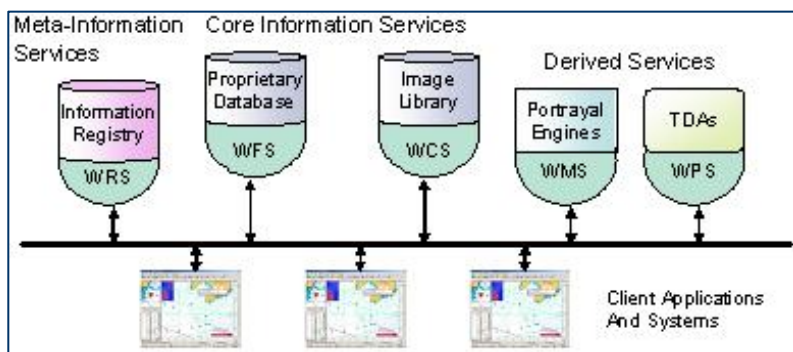 Meta-Information
Services
Core Information Services
Derived Services
Information
Registry
WRS
Proprietary
Database
WFS
Image
Library
WCS
Portrayal
Engines
WMS
TDAs
WPS
Client Applications
And Systems